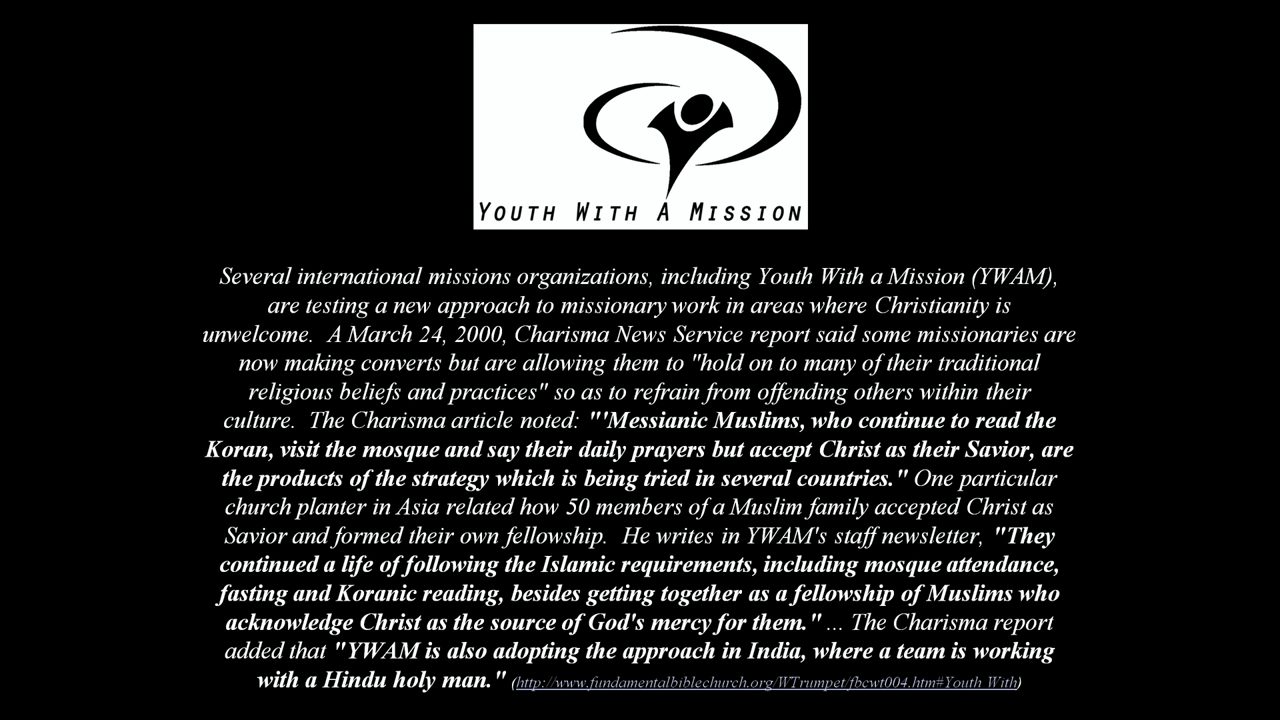 YOUTH WITH A MISSION
Several international missions organizations, including Youth With a Mission (YWAM),
are testing a new approach to missionary work in areas where Christianity is
unwelcome.  A March 24, 2000, Charisma News Service report said some missionaries are
now making converts but are allowing them to "hold on to many of their traditional
religious beliefs and practices" so as to refrain from offending others within their
culture.  The Charisma article noted: "'Messianic Muslims, who continue to read the
Koran, visit the mosque and say their daily prayers but accept Christ as their Savior, are
the products of the strategy which is being tried in several countries." One particular
church planter in Asia related how 50 members of a Muslim family accepted Christ as
Savior and formed their own fellowship.  He writes in YWAM's staff newsletter, "They
continued a life of following the Islamic requirements, including mosque attendance,
fasting and Koranic reading, besides getting together as a fellowship of Muslims who
acknowledge Christ as the source of God's mercy for them." ... The Charisma report
added that "YWAM is also adopting the approach in India, where a team is working
with a Hindu holy man." (http://www.fundamentalbiblechurch.org/WTrumpet/fbcwt004.htm#Youth With)